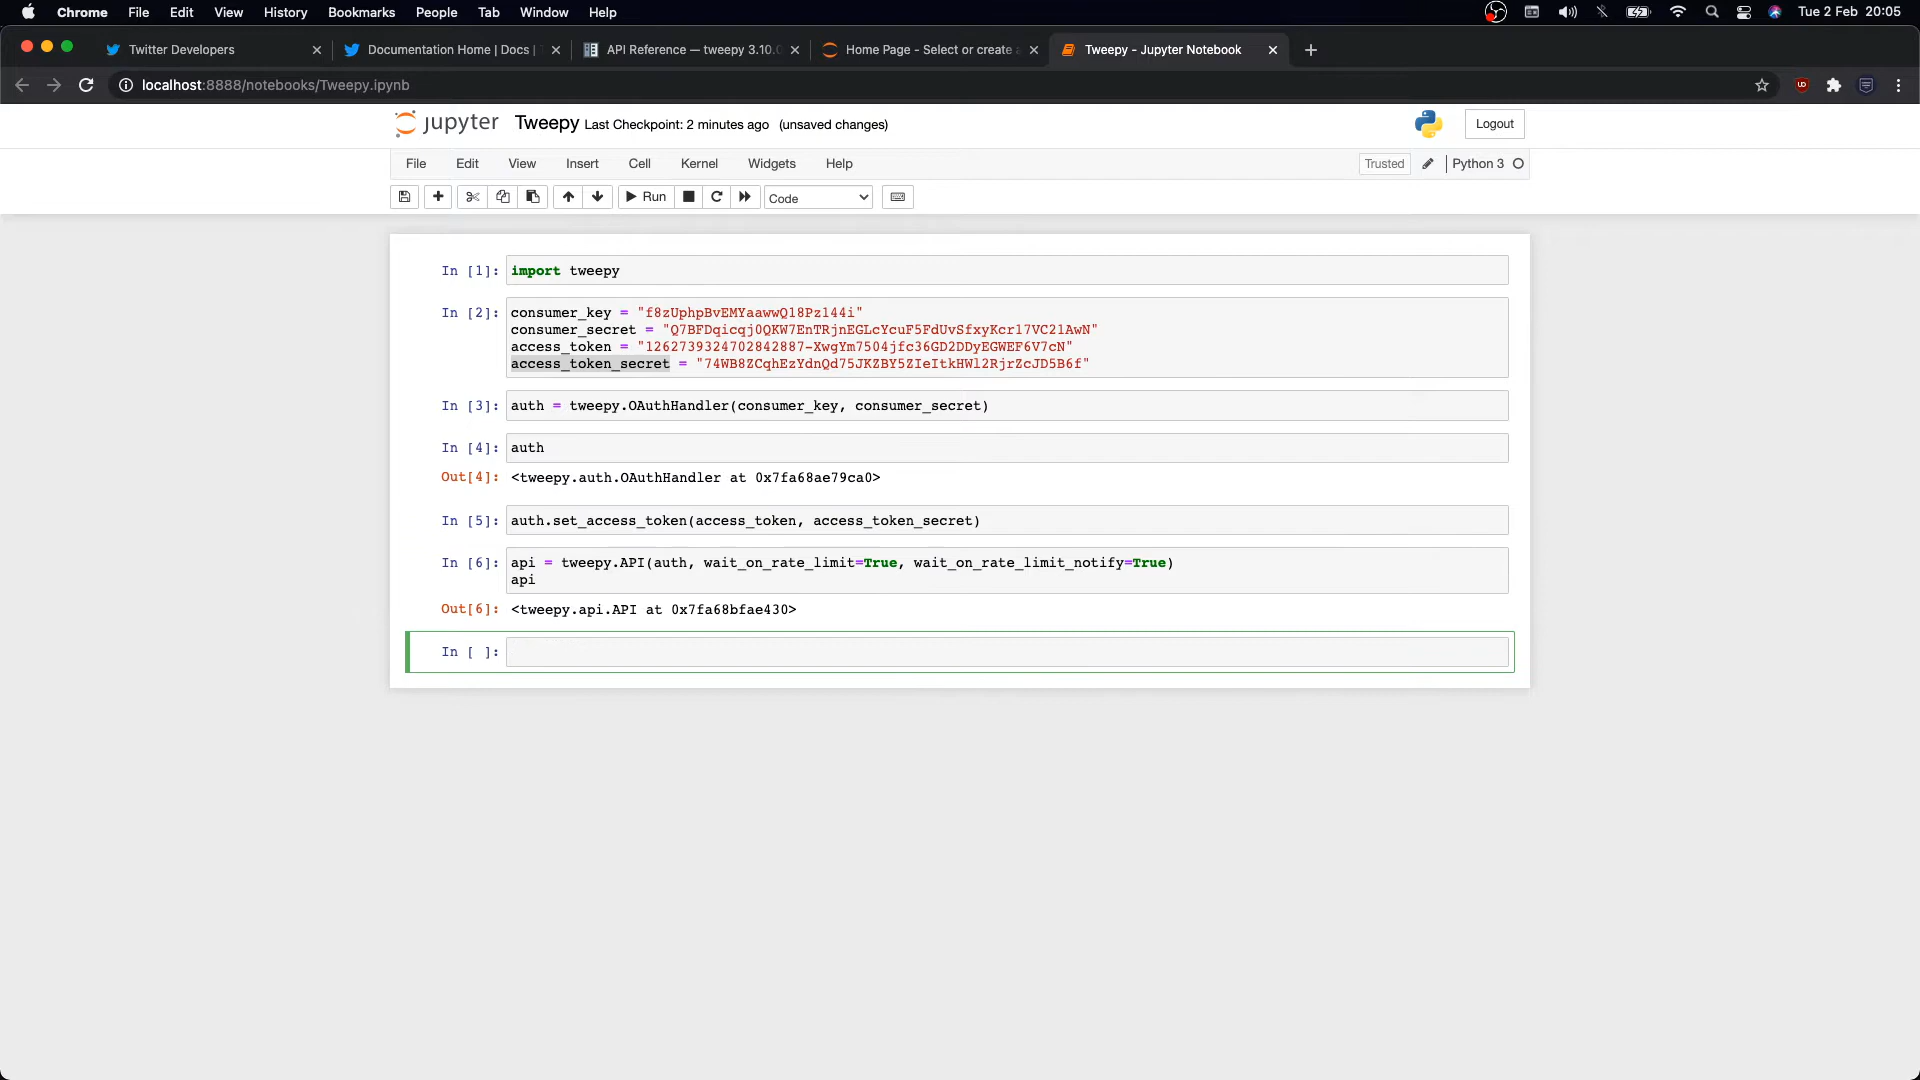 Chrome File Edit View History Bookmarks People Tab Window Help Tue 2 Feb 20:05
Twitter Developers Documentation Home | Docs | API Reference — tweepy 3.10. Home Page - Select or create a Tweepy - Jupyter Notebook
localhost:8888/notebooks/Tweepy.ipynb
jupyter Tweepy Last Checkpoint: 2 minutes ago (unsaved changes) Logout
File Edit View Insert Cell Kernel Widgets Help Trusted Python 3
Run Code
In [1]: import tweepy
In [2]: consumer_key = "f8zUphpBvEMYaawwQ18Pz144i"
consumer_secret = "Q7BFDqicqj0QKW7EnTRjnEGLcYcuF5FdUvSfxyKcr17VC21AwN"
access_token = "1262739324702842887-XwgYm7504jfc36GD2DDyEGWEF6V7cN"
access_token_secret = "74WB8ZCqhEzYdnQd75JKZBY5ZIeItkHWl2RjrZcJD5B6f"
In [3]: auth = tweepy.OAuthHandler(consumer_key, consumer_secret)
In [4]: auth
Out[4]: <tweepy.auth.OAuthHandler at 0x7fa68ae79ca0>
In [5]: auth.set_access_token(access_token, access_token_secret)
In [6]: api = tweepy.API(auth, wait_on_rate_limit=True, wait_on_rate_limit_notify=True)
api
Out[6]: <tweepy.api.API at 0x7fa68bfae430>
In [ ]: